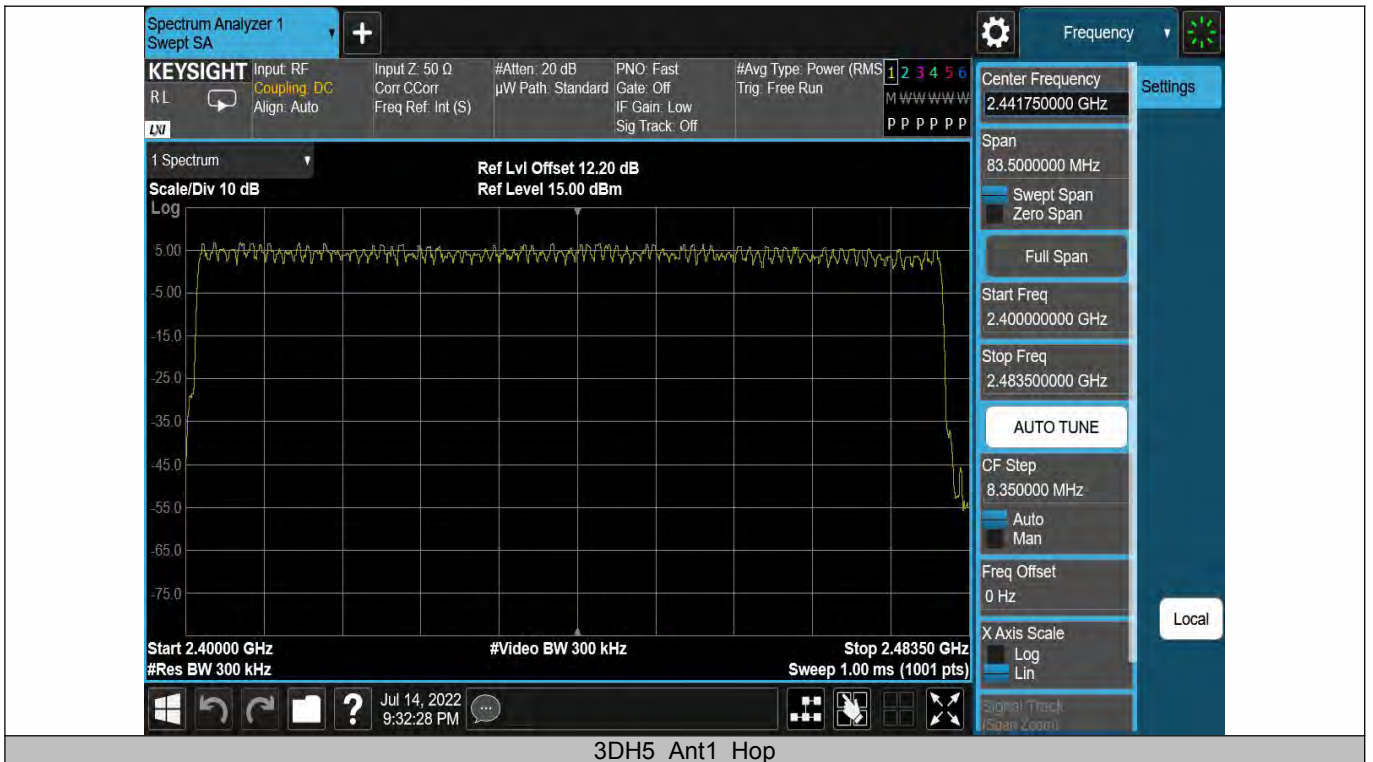 Spectrum Analyzer 1
Swept SA
+
Frequency
KEYSIGHT
RL
LXI
Input: RF
Coupling: DC
Align: Auto
Input Z: 50 Ω
Corr CCorr
Freq Ref: Int (S)
#Atten: 20 dB
µW Path: Standard
PNO: Fast
Gate: Off
IF Gain: Low
Sig Track: Off
#Avg Type: Power (RMS
Trig: Free Run
1 2 3 4 5 6
M W W W W W
P P P P P P
Center Frequency
2.441750000 GHz
Settings
Span
83.5000000 MHz
Swept Span
Zero Span
Full Span
Start Freq
2.400000000 GHz
Stop Freq
2.483500000 GHz
AUTO TUNE
CF Step
8.350000 MHz
Auto
Man
Freq Offset
0 Hz
X Axis Scale
Log
Lin
Signal Track
(Span Zoom)
Local
1 Spectrum
Scale/Div 10 dB
Ref Lvl Offset 12.20 dB
Ref Level 15.00 dBm
Log
5.00
-5.00
-15.0
-25.0
-35.0
-45.0
-55.0
-65.0
-75.0
Start 2.40000 GHz
#Video BW 300 kHz
Stop 2.48350 GHz
#Res BW 300 kHz
Sweep 1.00 ms (1001 pts)
?
Jul 14, 2022
9:32:28 PM
3DH5_Ant1_Hop